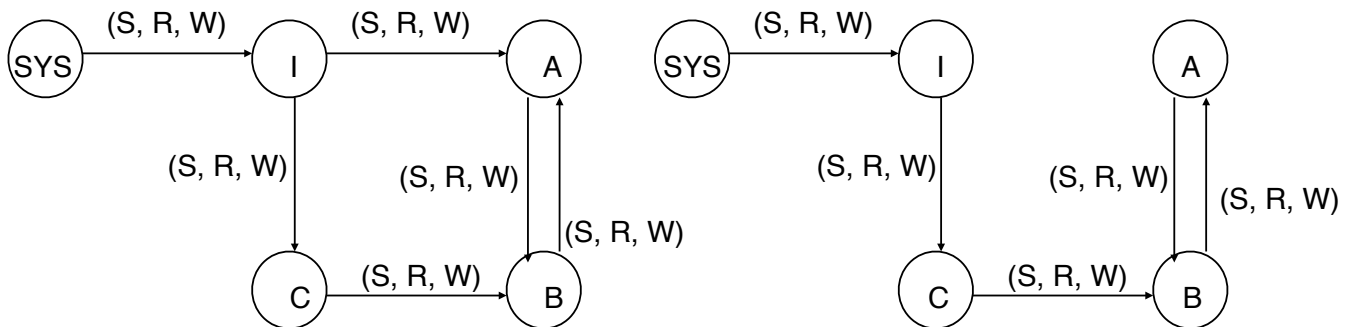 (S, R, W)
(S, R, W)
SYS
I
A
(S, R, W)
(S, R, W)
(S, R, W)
C
(S, R, W)
B
(S, R, W)
SYS
I
A
(S, R, W)
(S, R, W)
(S, R, W)
C
(S, R, W)
B